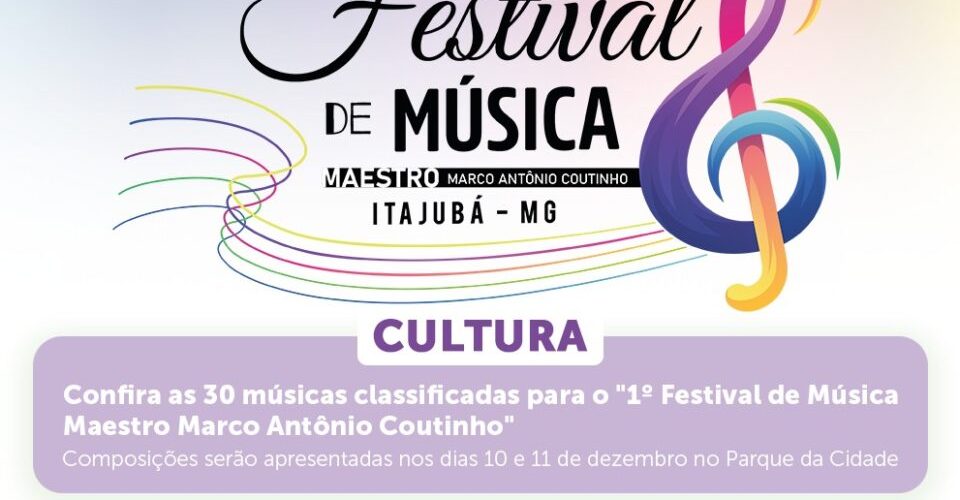 Festival
DE MÚSICA
MAESTRO MARCO ANTÔNIO COUTINHO
ITAJUBÁ - MG
CULTURA
Confira as 30 músicas classificadas para o "1º Festival de Música
Maestro Marco Antônio Coutinho"
Composições serão apresentadas nos dias 10 e 11 de dezembro no Parque da Cidade